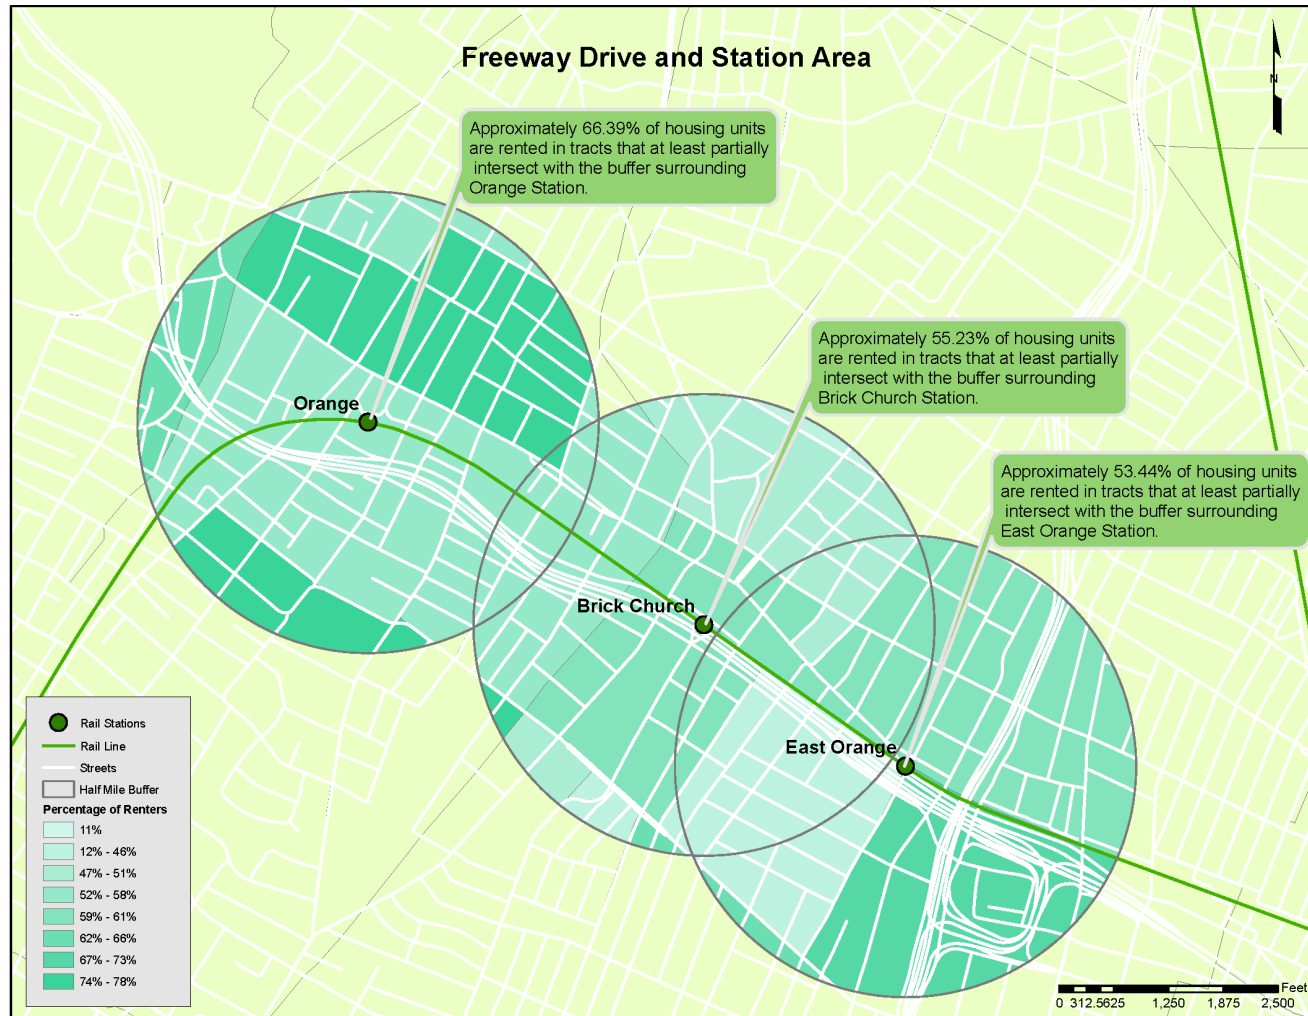 Freeway Drive and Station Area
N
Approximately 66.39% of housing units
are rented in tracts that at least partially
intersect with the buffer surrounding
Orange Station.
Approximately 55.23% of housing units
are rented in tracts that at least partially
intersect with the buffer surrounding
Brick Church Station.
Orange
Approximately 53.44% of housing units
are rented in tracts that at least partially
intersect with the buffer surrounding
East Orange Station.
Brick Church
East Orange
Rail Stations
Rail Line
Streets
Half Mile Buffer
Percentage of Renters
11%
12% - 46%
47% - 51%
52% - 58%
59% - 61%
62% - 66%
67% - 73%
74% - 78%
Feet
0 312.5625 1,250 1,875 2,500